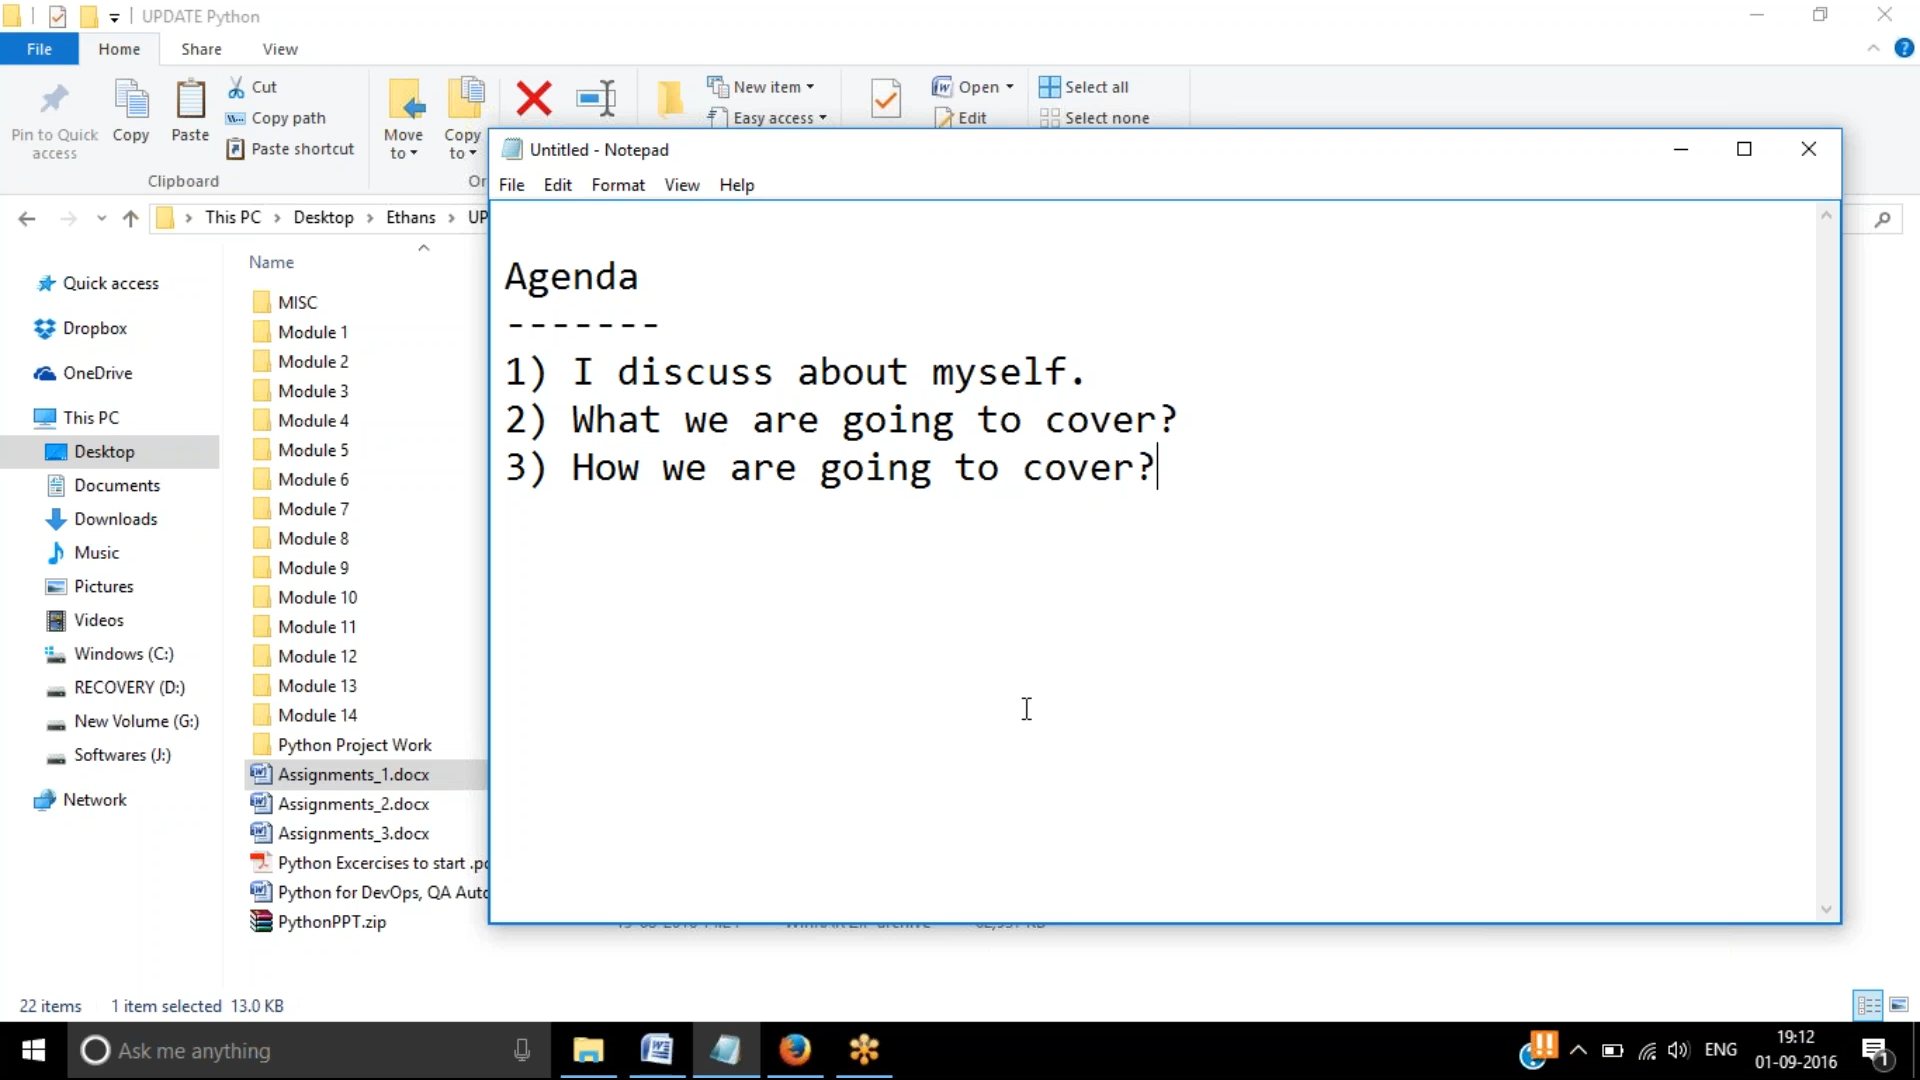 UPDATE Python
File Home Share View
Pin to Quick access
Copy
Paste
Cut
Copy path
Paste shortcut
Clipboard
Move to
Copy to
New item
Easy access
Open
Edit
Select all
Select none
This PC Desktop Ethans UP
Untitled - Notepad
File Edit Format View Help
Agenda
-------
1) I discuss about myself.
2) What we are going to cover?
3) How we are going to cover?
Quick access
Dropbox
OneDrive
This PC
Desktop
Documents
Downloads
Music
Pictures
Videos
Windows (C:)
RECOVERY (D:)
New Volume (G:)
Softwares (J:)
Network
Name
MISC
Module 1
Module 2
Module 3
Module 4
Module 5
Module 6
Module 7
Module 8
Module 9
Module 10
Module 11
Module 12
Module 13
Module 14
Python Project Work
Assignments_1.docx
Assignments_2.docx
Assignments_3.docx
Python Excercises to start .p
Python for DevOps, QA Auto
PythonPPT.zip
22 items 1 item selected 13.0 KB
Ask me anything
ENG
19:12
01-09-2016
1